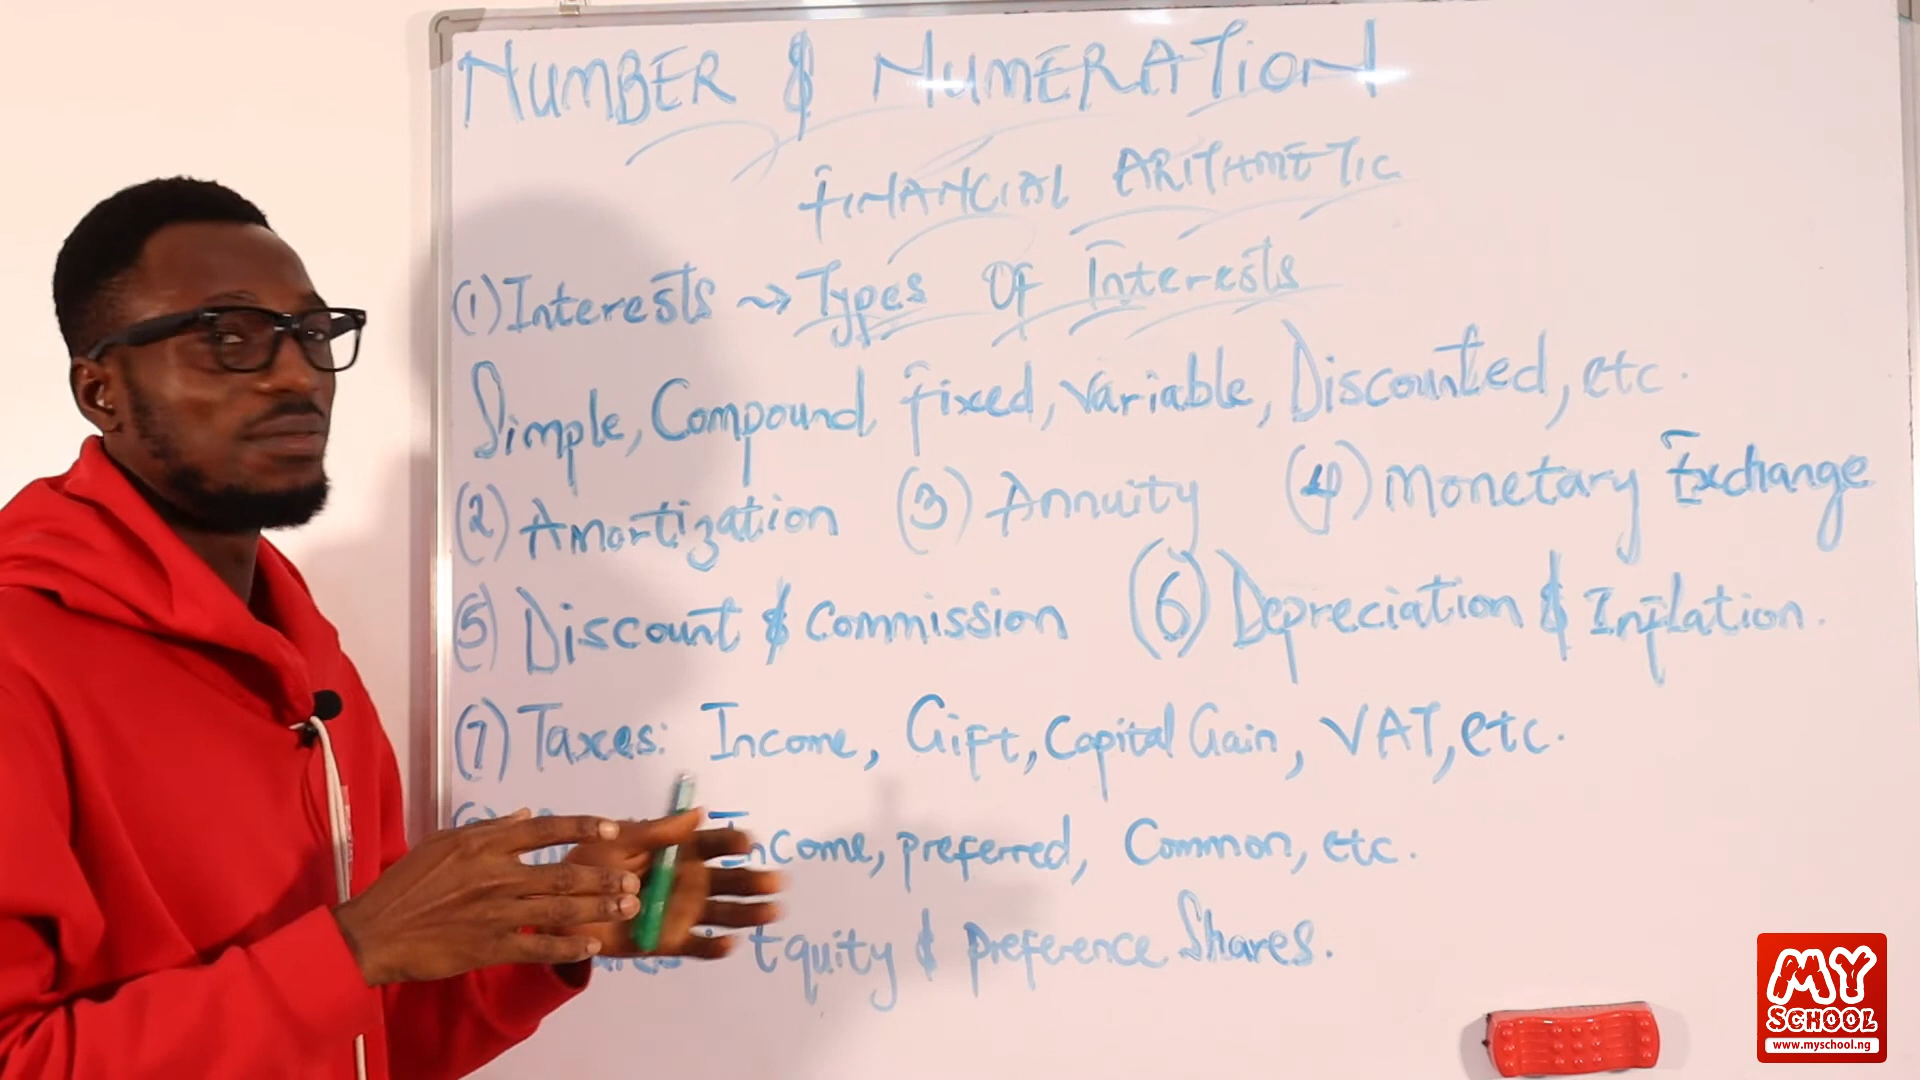 NUMBER & NUMERATION
FINANCIAL ARITHMETIC
(1) Interests → Types Of Interests
Simple, Compound Fixed, Variable, Discounted, etc.
(2) Amortization (3) Annuity (4) Monetary Exchange
(5) Discount & Commission (6) Depreciation & Inflation.
(7) Taxes: Income, Gift, Capital Gain, VAT, etc.
Income, preferred, Common, etc.
Equity & preference Shares.
MY
SCHOOL
www.myschool.ng